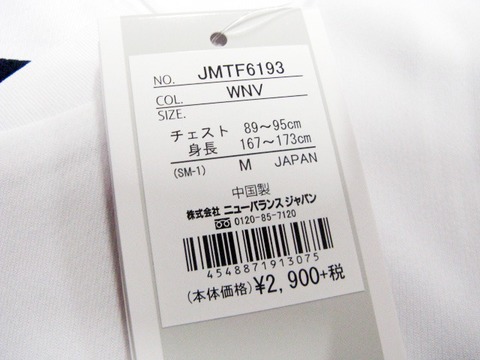 NO. JMTF6193
COL. WNV
SIZE.
チェスト 89～95cm
身長 167～173cm
(SM-1) M JAPAN
中国製
株式会社 ニューバランス ジャパン
0120-85-7120
4548871913075
(本体価格) ¥2,900+税